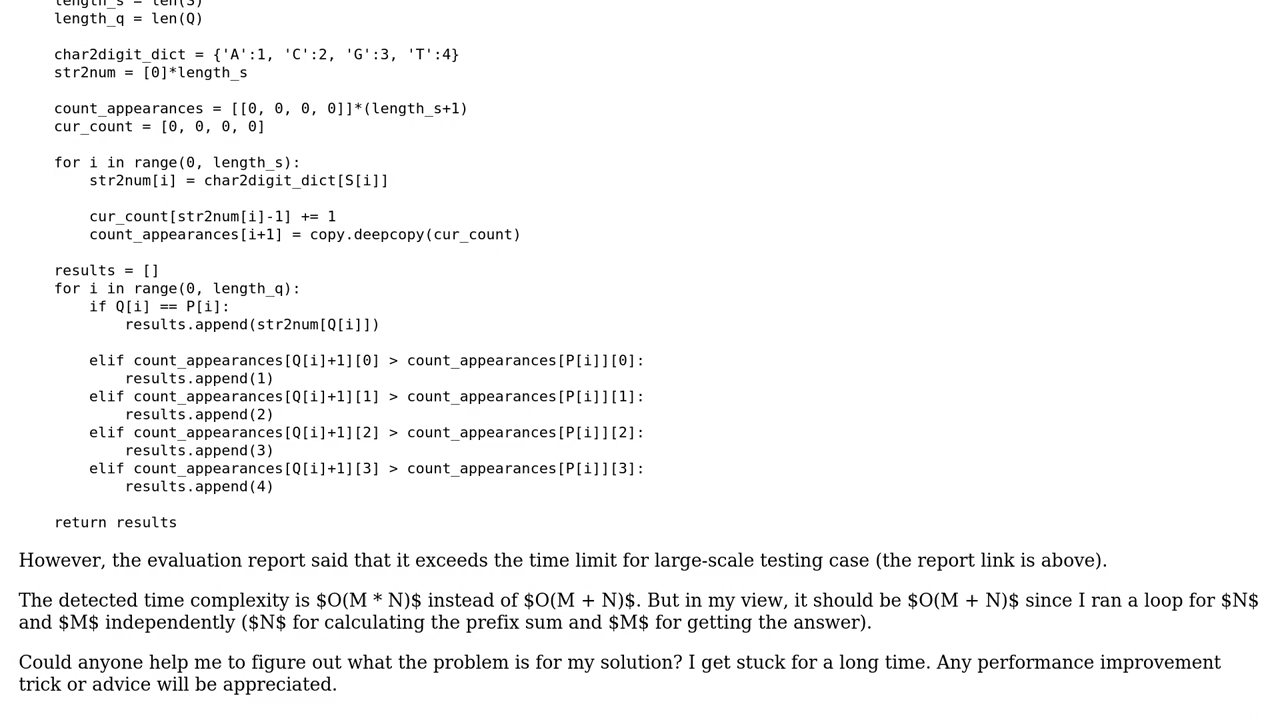 length_s = len(S)
length_q = len(Q)
char2digit_dict = {'A':1, 'C':2, 'G':3, 'T':4}
str2num = [0]*length_s
count_appearances = [[0, 0, 0, 0]]*(length_s+1)
cur_count = [0, 0, 0, 0]
for i in range(0, length_s):
str2num[i] = char2digit_dict[S[i]]
cur_count[str2num[i]-1] += 1
count_appearances[i+1] = copy.deepcopy(cur_count)
results = []
for i in range(0, length_q):
if Q[i] == P[i]:
results.append(str2num[Q[i]])
elif count_appearances[Q[i]+1][0] > count_appearances[P[i]][0]:
results.append(1)
elif count_appearances[Q[i]+1][1] > count_appearances[P[i]][1]:
results.append(2)
elif count_appearances[Q[i]+1][2] > count_appearances[P[i]][2]:
results.append(3)
elif count_appearances[Q[i]+1][3] > count_appearances[P[i]][3]:
results.append(4)
return results
However, the evaluation report said that it exceeds the time limit for large-scale testing case (the report link is above).
The detected time complexity is $O(M * N)$ instead of $O(M + N)$. But in my view, it should be $O(M + N)$ since I ran a loop for $N$
and $M$ independently ($N$ for calculating the prefix sum and $M$ for getting the answer).
Could anyone help me to figure out what the problem is for my solution? I get stuck for a long time. Any performance improvement
trick or advice will be appreciated.